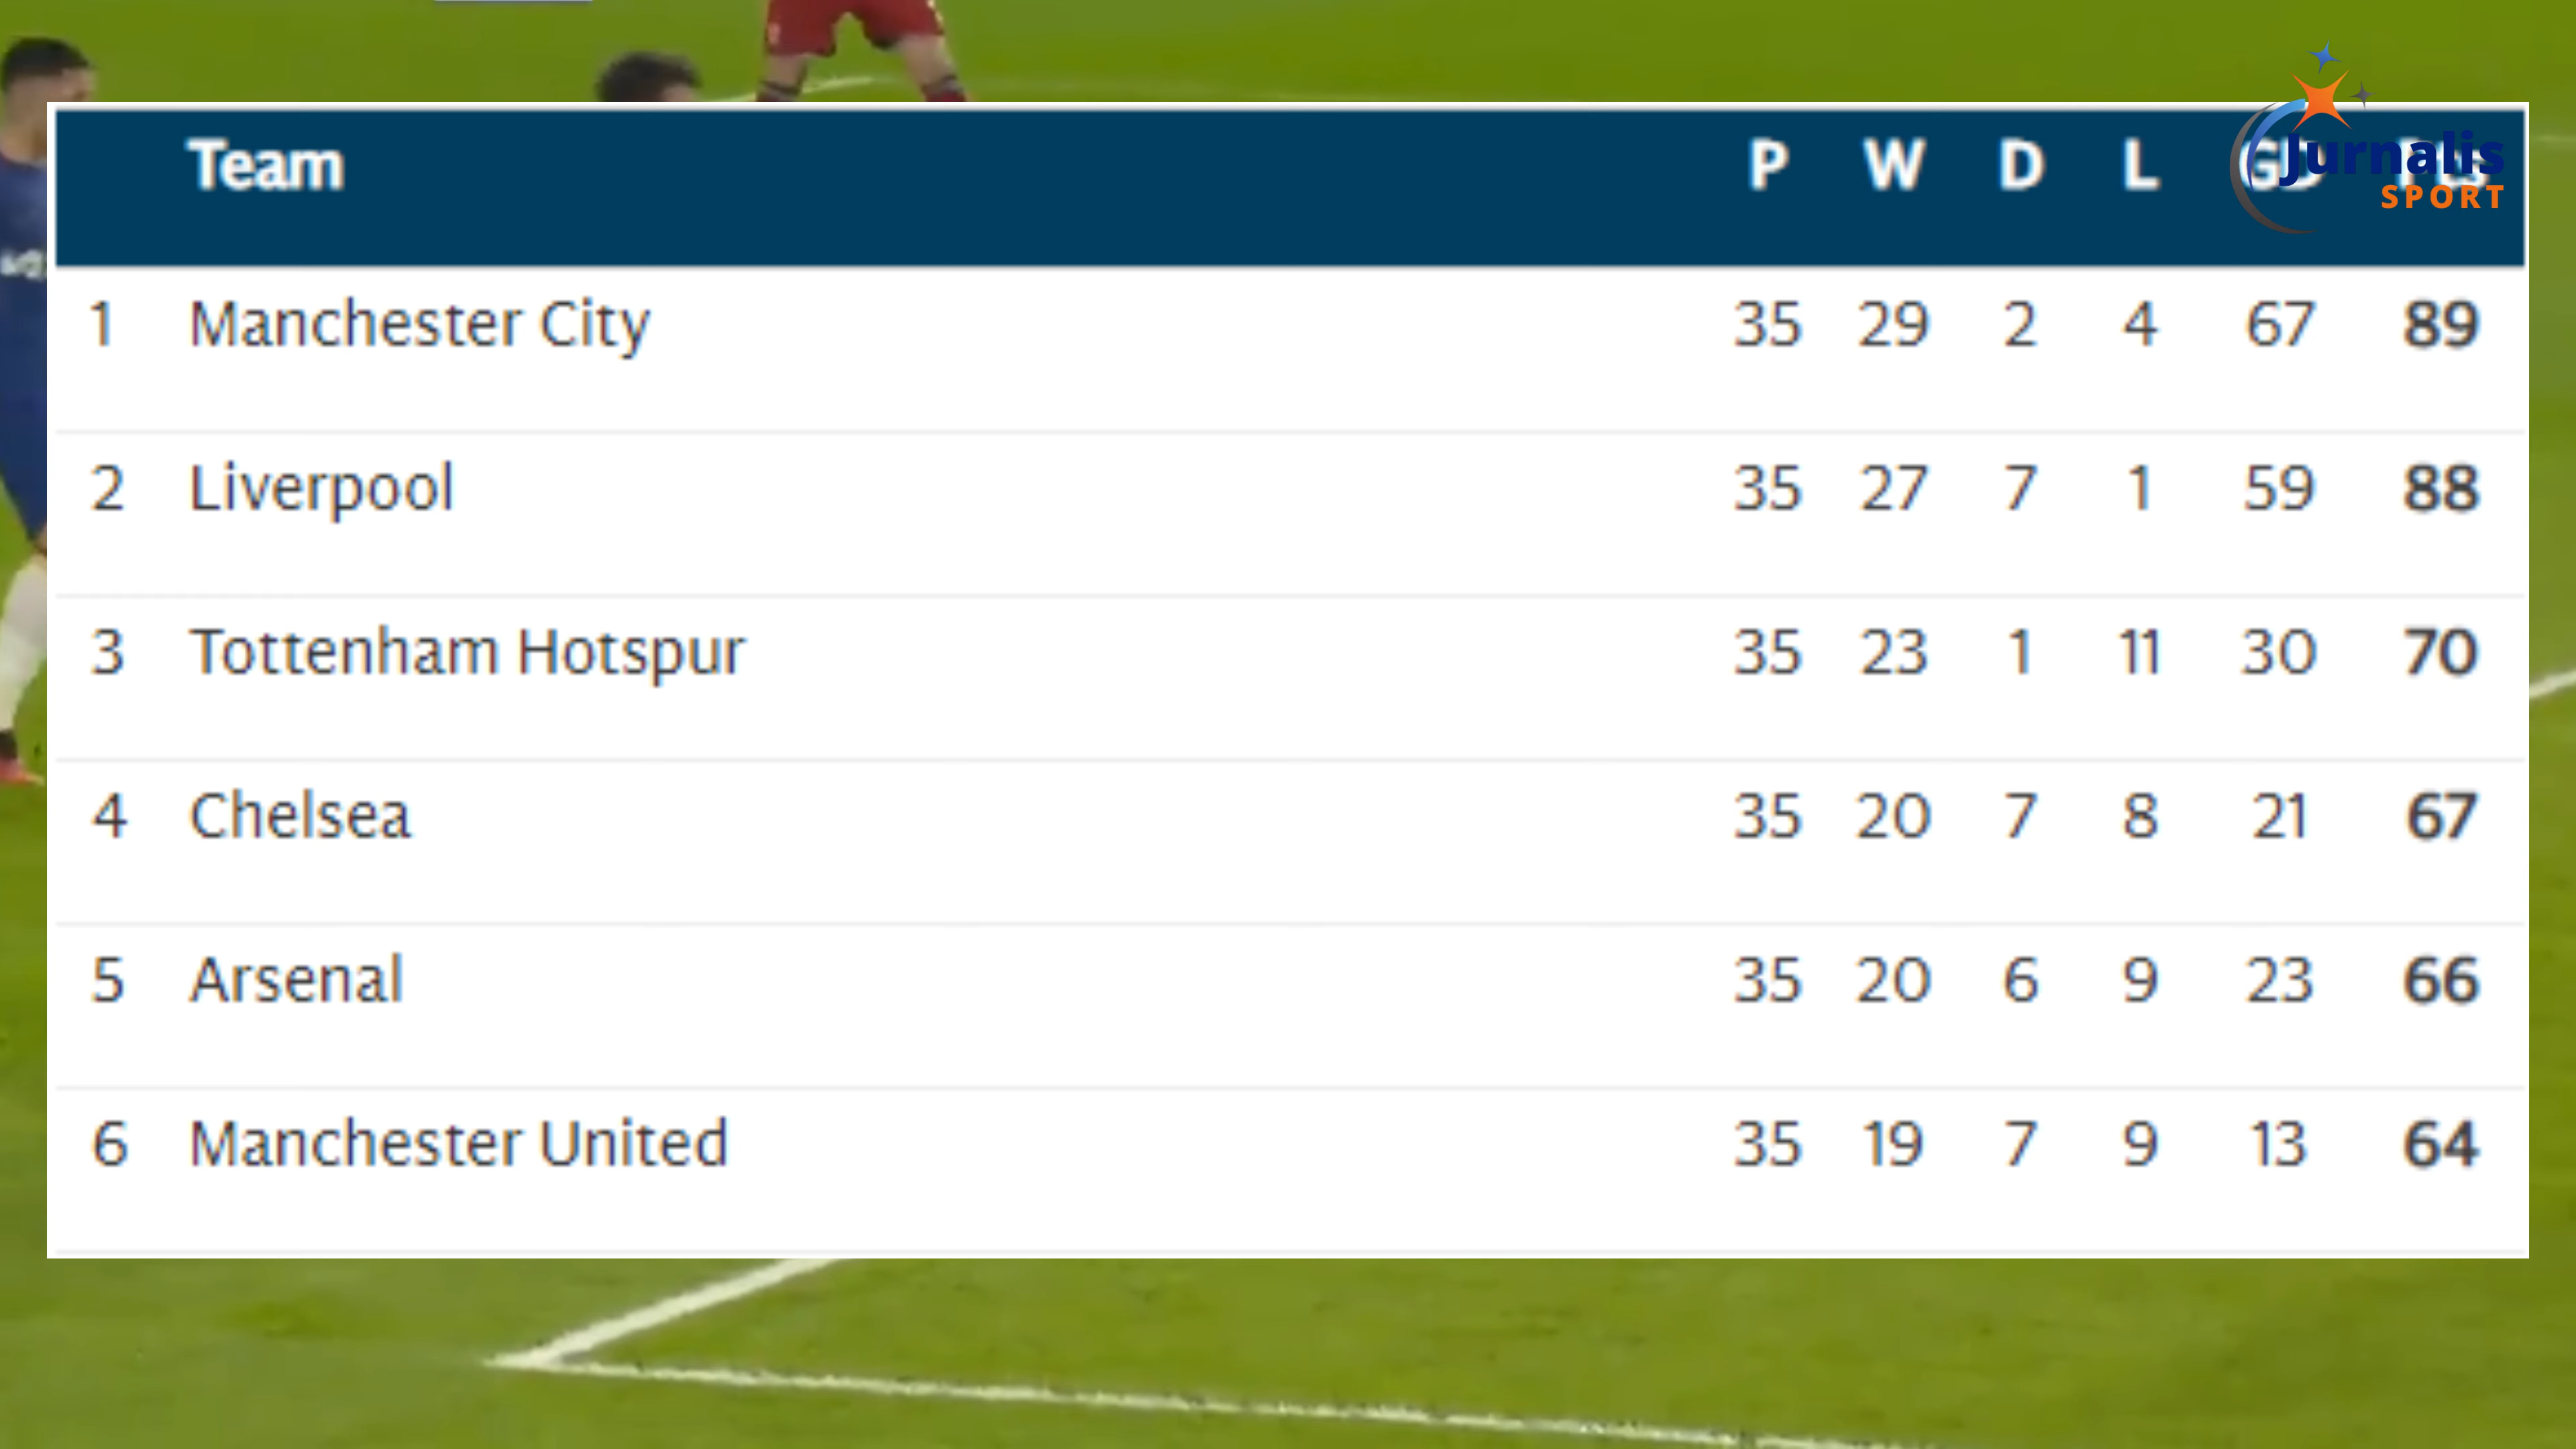 Team P W D L GD Pts
Jurnalis
SPORT
1 Manchester City 35 29 2 4 67 89
2 Liverpool 35 27 7 1 59 88
3 Tottenham Hotspur 35 23 1 11 30 70
4 Chelsea 35 20 7 8 21 67
5 Arsenal 35 20 6 9 23 66
6 Manchester United 35 19 7 9 13 64